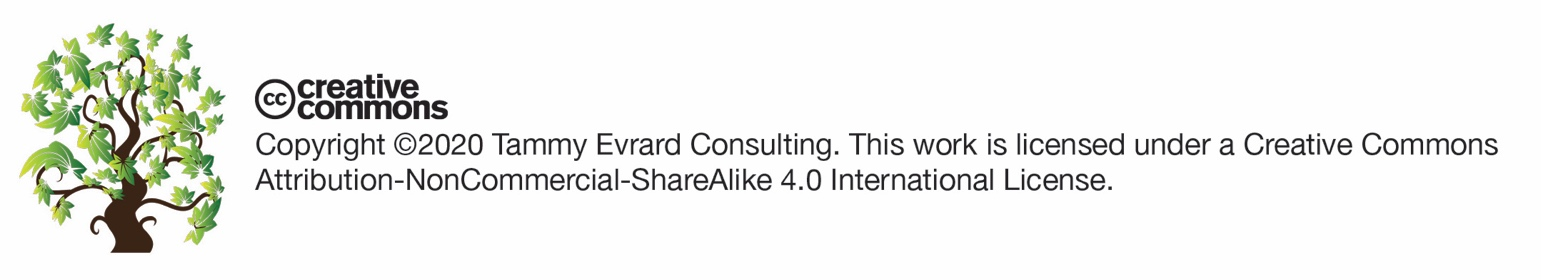 cc creative
commons
Copyright ©2020 Tammy Evrard Consulting. This work is licensed under a Creative Commons
Attribution-NonCommercial-ShareAlike 4.0 International License.